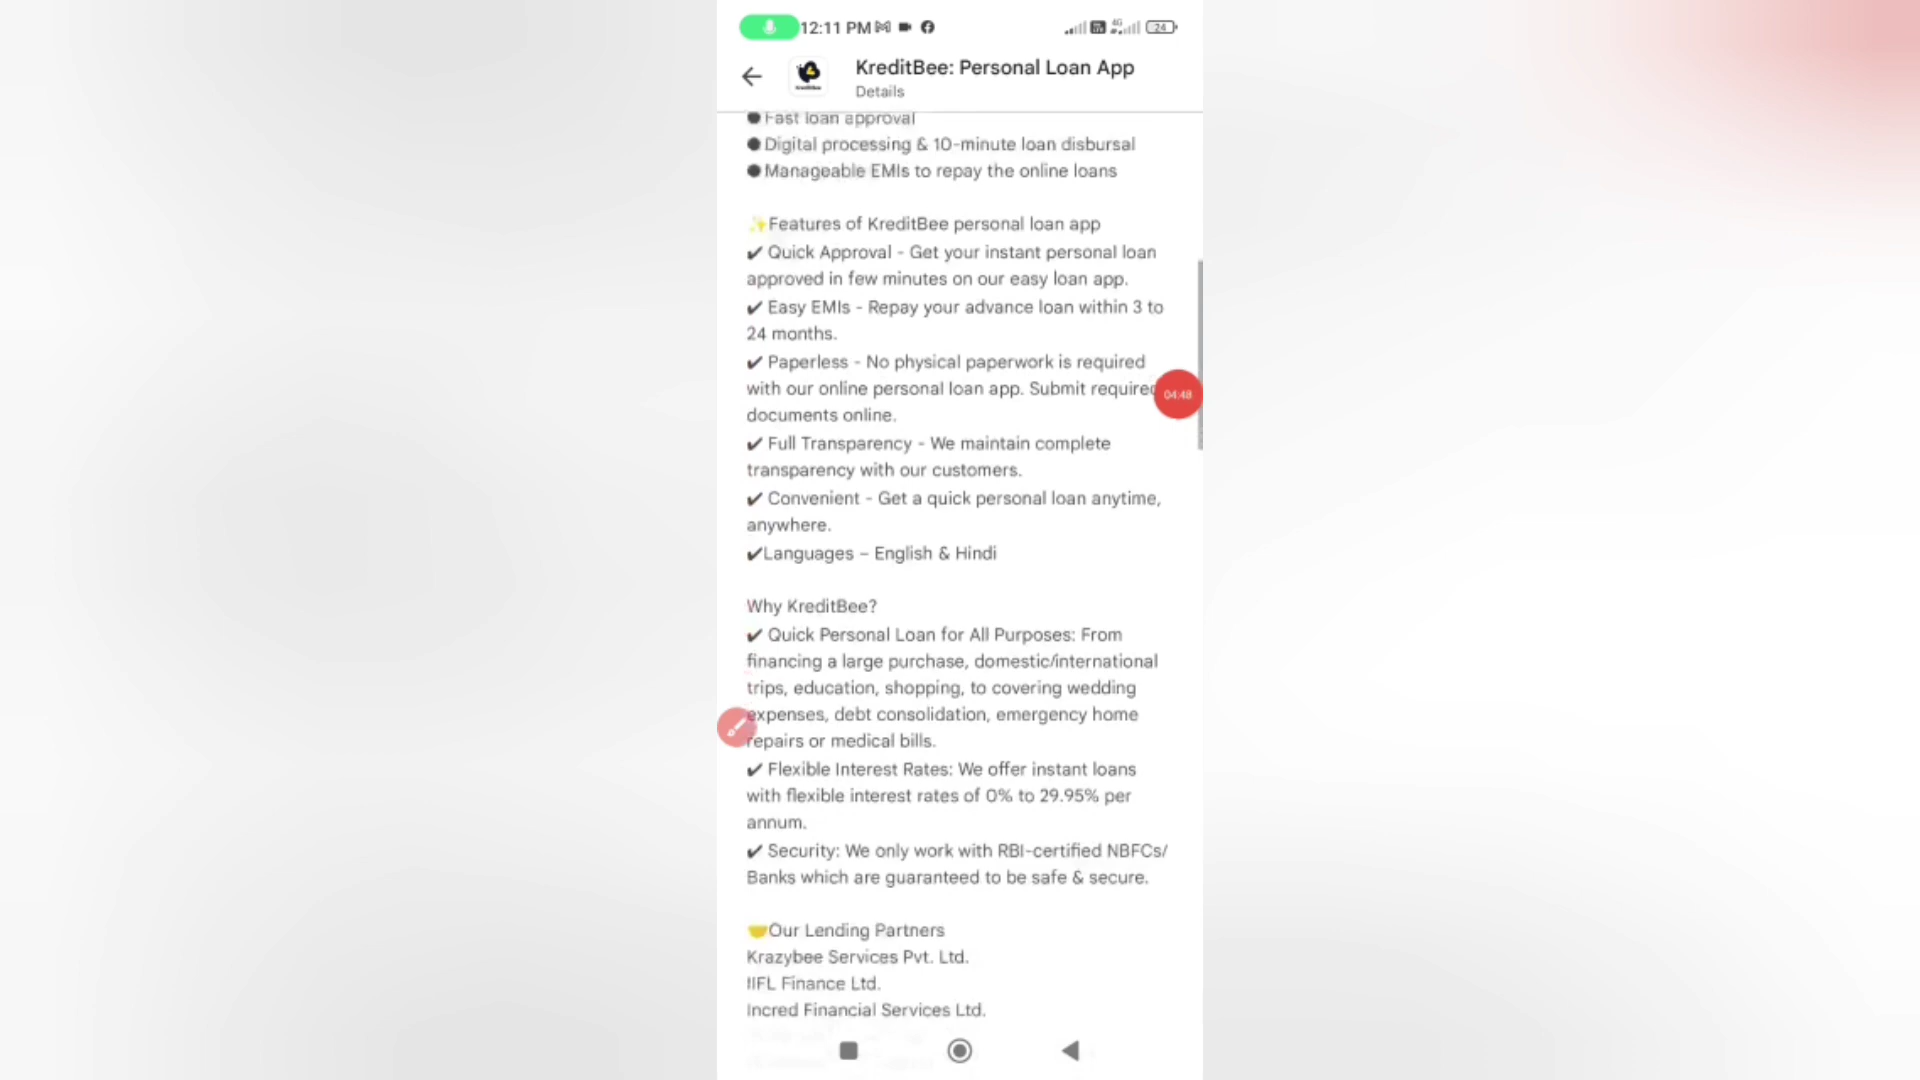 12:11 PM
4G
24
KreditBee: Personal Loan App
Details
● Fast loan approval
● Digital processing & 10-minute loan disbursal
● Manageable EMIs to repay the online loans
✨Features of KreditBee personal loan app
✔ Quick Approval - Get your instant personal loan
approved in few minutes on our easy loan app.
✔ Easy EMIs - Repay your advance loan within 3 to
24 months.
✔ Paperless - No physical paperwork is required
with our online personal loan app. Submit required
documents online.
04:48
✔ Full Transparency - We maintain complete
transparency with our customers.
✔ Convenient - Get a quick personal loan anytime,
anywhere.
✔Languages – English & Hindi
Why KreditBee?
✔ Quick Personal Loan for All Purposes: From
financing a large purchase, domestic/international
trips, education, shopping, to covering wedding
expenses, debt consolidation, emergency home
repairs or medical bills.
✔ Flexible Interest Rates: We offer instant loans
with flexible interest rates of 0% to 29.95% per
annum.
✔ Security: We only work with RBI-certified NBFCs/
Banks which are guaranteed to be safe & secure.
🤝Our Lending Partners
Krazybee Services Pvt. Ltd.
IIFL Finance Ltd.
Incred Financial Services Ltd.